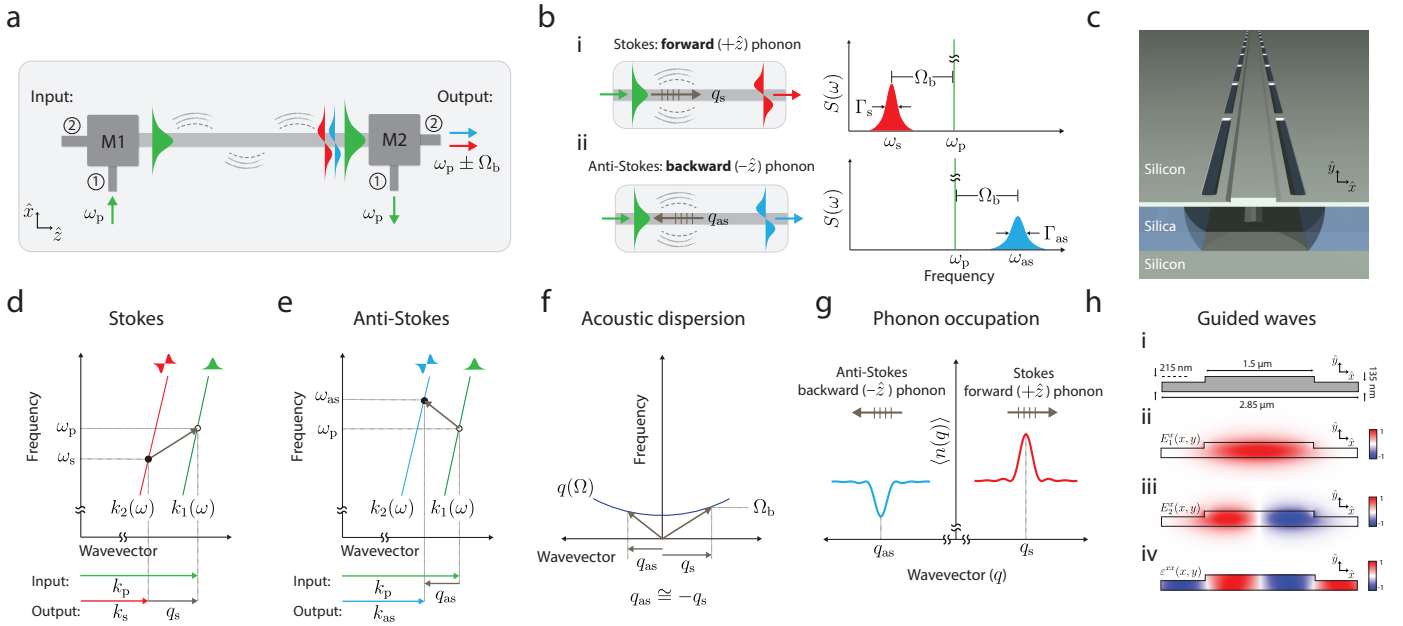 a
Input:
②
M1
①
ωp
x̂
ẑ
Output:
②
M2
①
ωp
ωp ± Ωb
b
i
Stokes: forward (+ẑ) phonon
qs
S(ω)
Γs
Ωb
ωs
ωp
ii
Anti-Stokes: backward (−ẑ) phonon
qas
S(ω)
Ωb
Γas
ωp
ωas
Frequency
c
Silicon
ŷ
x̂
Silica
Silicon
d
Stokes
Frequency
ωp
ωs
k2(ω)
k1(ω)
Wavevector
Input:
kp
Output:
ks
qs
e
Anti-Stokes
Frequency
ωas
ωp
k2(ω)
k1(ω)
Wavevector
Input:
kp
qas
Output:
kas
f
Acoustic dispersion
Frequency
q(Ω)
Ωb
Wavevector
qas
qs
qas ≅ −qs
g
Phonon occupation
Anti-Stokes
backward (−ẑ) phonon
Stokes
forward (+ẑ) phonon
⟨n(q)⟩
qas
qs
Wavevector (q)
h
Guided waves
i
ŷ
x̂
215 nm
1.5 μm
135 nm
2.85 μm
ii
E1x(x, y)
ŷ
x̂
1
-1
iii
E2x(x, y)
ŷ
x̂
1
-1
iv
εxx(x, y)
ŷ
x̂
1
-1